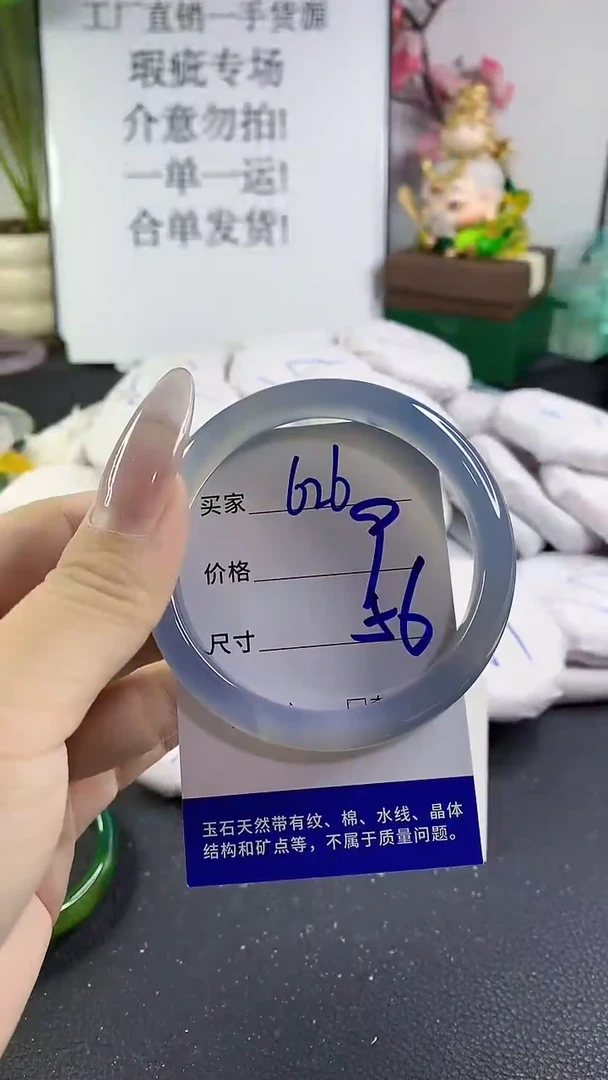 工厂直销一手货源
瑕疵专场
介意勿拍!
一单一运!
合单发货!
买家 626
价格
尺寸 56
玉石天然带有纹、棉、水线、晶体
结构和矿点等，不属于质量问题。